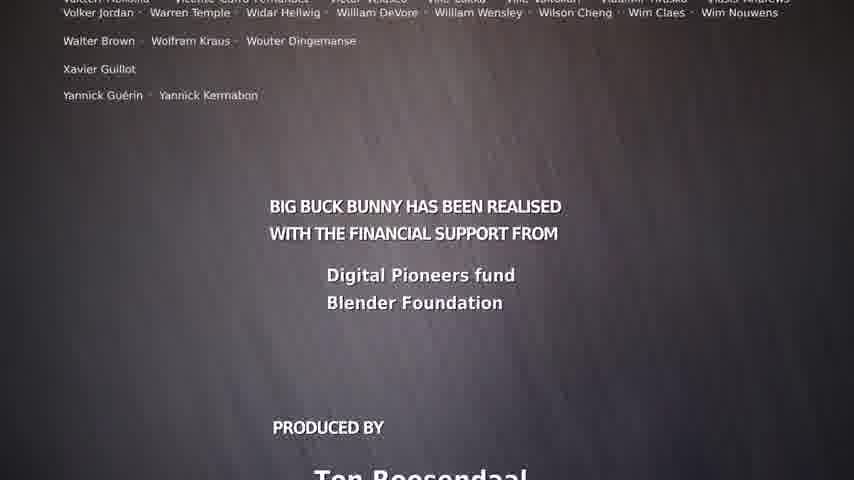 Volker Jordan · Warren Temple · Widar Hellwig · William DeVore · William Wensley · Wilson Cheng · Wim Claes · Wim Nouwens
Walter Brown · Wolfram Kraus · Wouter Dingemanse
Xavier Guillot
Yannick Guérin · Yannick Kermabon
BIG BUCK BUNNY HAS BEEN REALISED
WITH THE FINANCIAL SUPPORT FROM
Digital Pioneers fund
Blender Foundation
PRODUCED BY
Ton Roosendaal